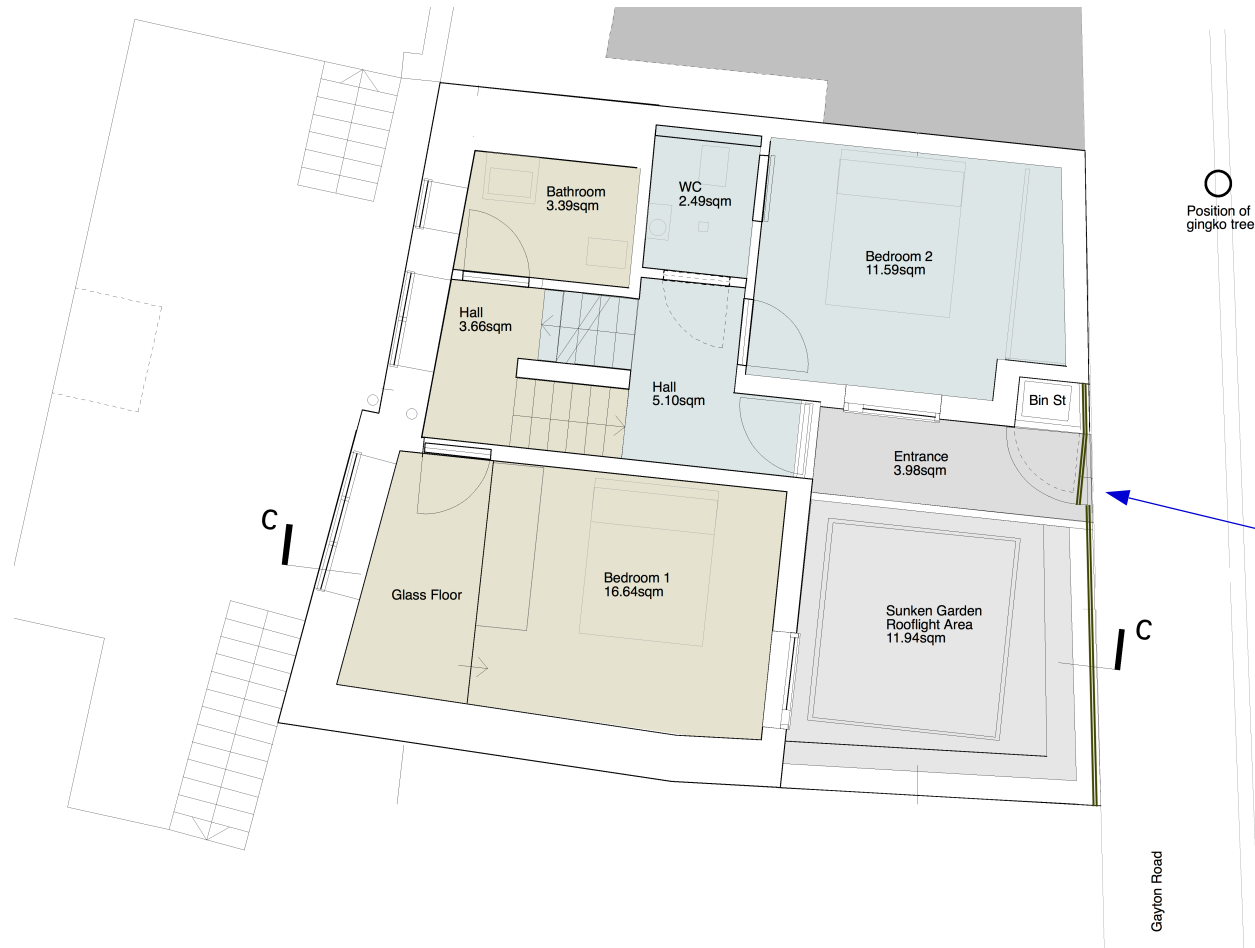 Bathroom
3.39sqm
WC
2.49sqm
Position of
gingko tree
Bedroom 2
11.59sqm
Hall
3.66sqm
Hall
5.10sqm
Bin St
Entrance
3.98sqm
C
Bedroom 1
16.64sqm
Glass Floor
Sunken Garden
Rooflight Area
11.94sqm
C
Gayton Road